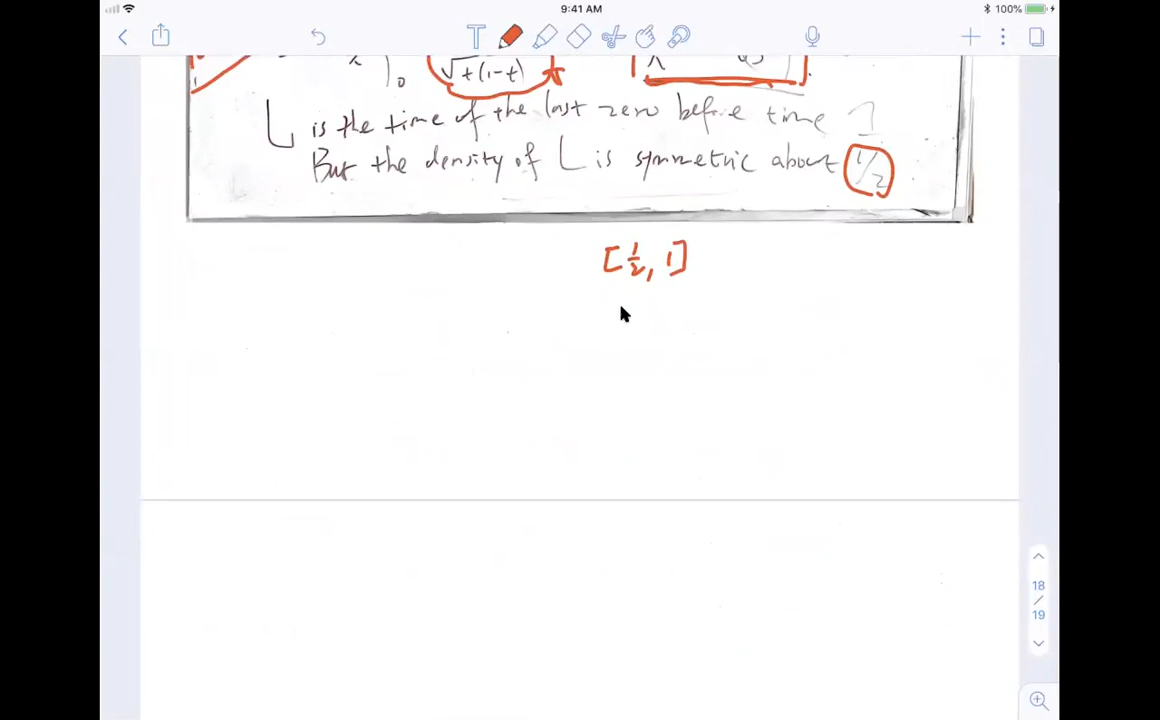 9:41 AM
100%
T
√t(1-t)
L is the time of the last zero before time 1
But the density of L is symmetric about 1/2
[1/2, 1]
18
/
19